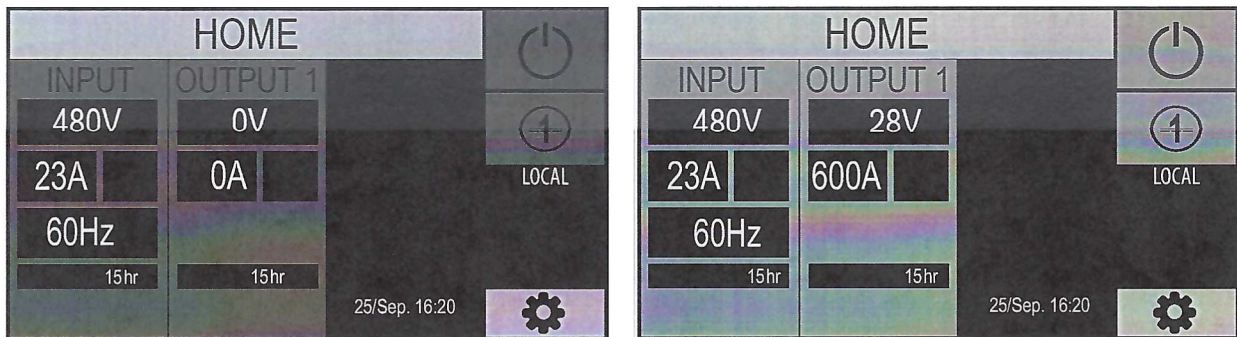 HOME
INPUT OUTPUT 1
480V 0V
23A 0A
LOCAL
60Hz
15hr 15hr
25/Sep. 16:20
HOME
INPUT OUTPUT 1
480V 28V
23A 600A
LOCAL
60Hz
15hr 15hr
25/Sep. 16:20